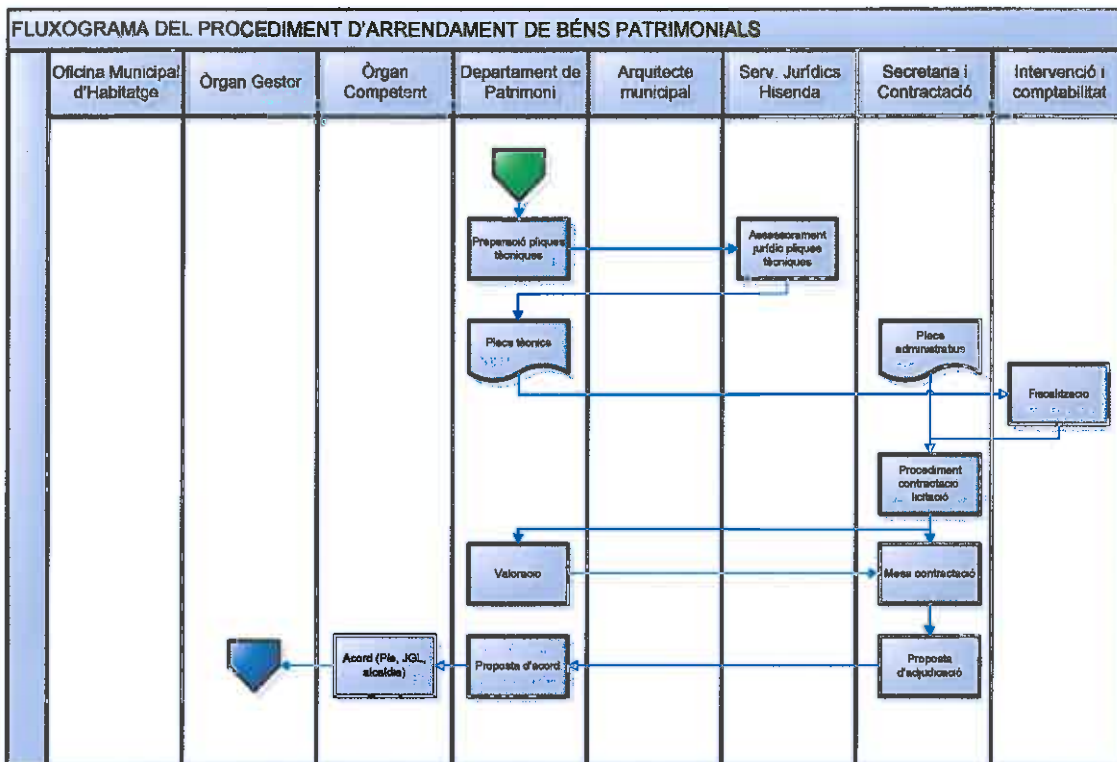 FLUXOGRAMA DEL PROCEDIMENT D'ARRENDAMENT DE BÉNS PATRIMONIALS
Oficina Municipal
d'Habitatge
Òrgan Gestor
Òrgan
Competent
Departament de
Patrimoni
Arquitecte
municipal
Serv. Jurídics
Hisenda
Secretaria i
Contractació
Intervenció i
comptabilitat
Preparació pliques
tècniques
Assessorament
jurídic pliques
tècniques
Plecs tècnics
Plecs
administratius
Fiscalització
Procediment
contractació
licitació
Valoració
Mesa contractació
Acord (Ple, JGL,
alcaldia)
Proposta d'acord
Proposta
d'adjudicació